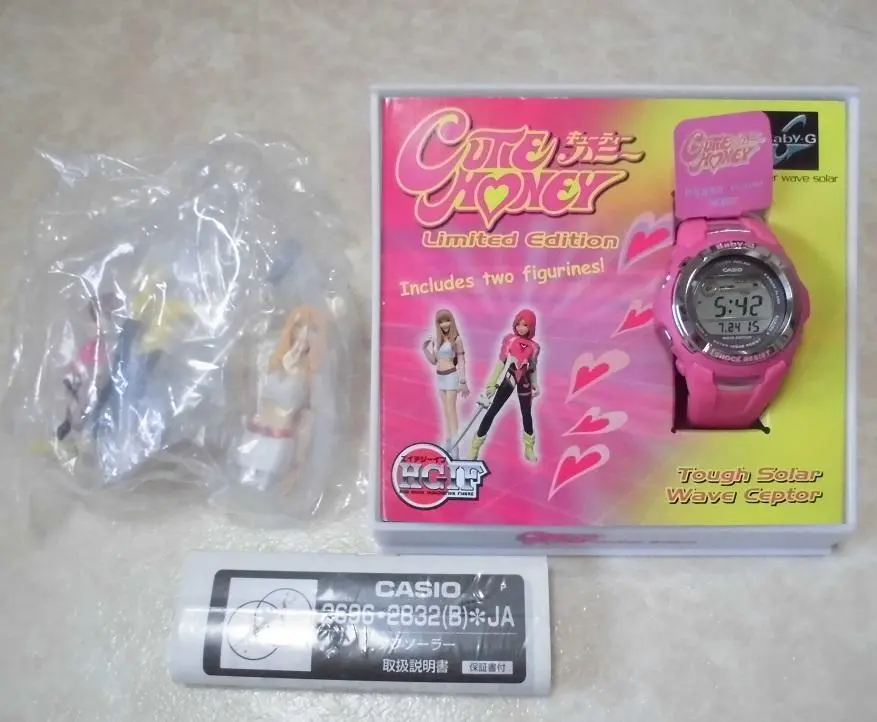 CUTiE
HONEY
キューティー
ハニー
Limited Edition
Includes two figurines!
Baby-G
wave solar
CUTiE
HONEY
Baby-G
CASIO
5:42
7.24 15
SHOCK RESIST
エイチジーイフ
HGIF
Tough Solar
Wave Ceptor
CASIO
2696・2832(B)*JA
ソーラー
取扱説明書 保証書付